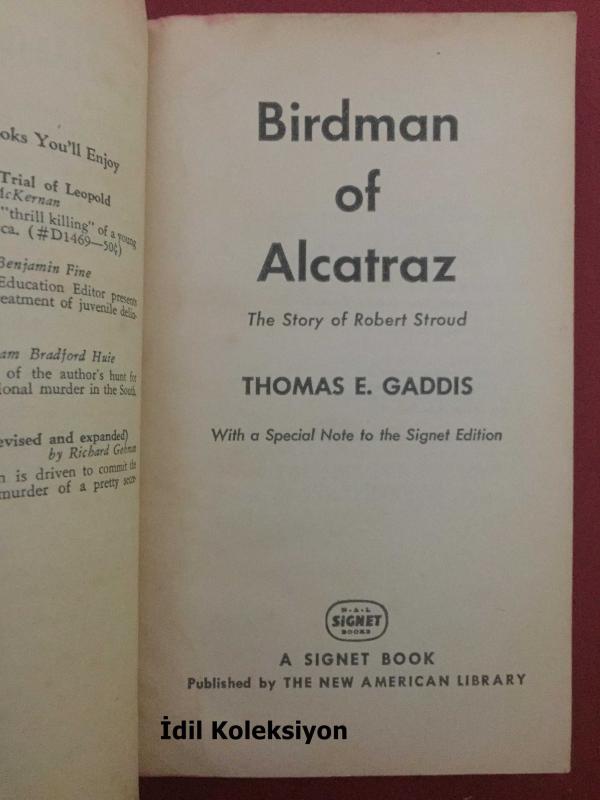 oks You'll Enjoy
Trial of Leopold
McKernan
"thrill killing" of a young
ca. (#D1469—50¢)
Benjamin Fine
Education Editor presents
eatment of juvenile delin-
am Bradford Huie
of the author's hunt for
ional murder in the South.
evised and expanded)
by Richard Gehman
n is driven to commit the
murder of a pretty secre-
Birdman
of
Alcatraz
The Story of Robert Stroud
THOMAS E. GADDIS
With a Special Note to the Signet Edition
N·A·L
SIGNET
BOOKS
A SIGNET BOOK
Published by THE NEW AMERICAN LIBRARY
İdil Koleksiyon